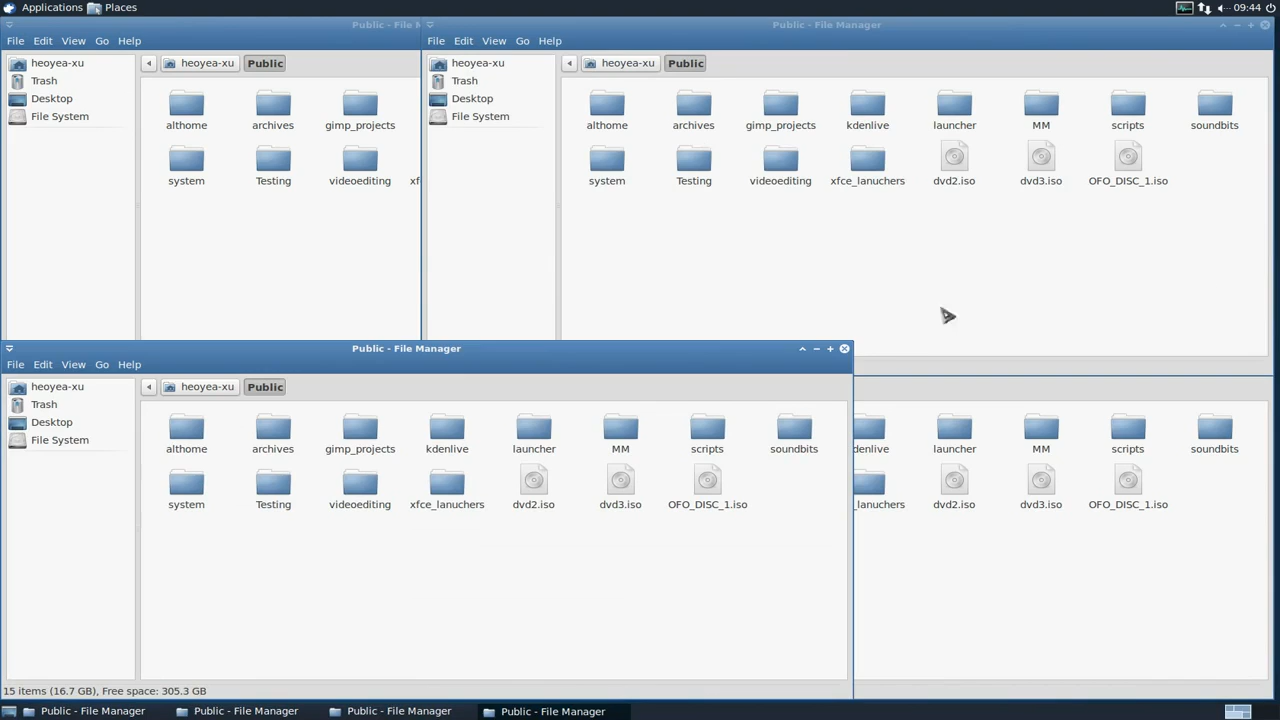 Applications Places 09:44
Public - File M
File Edit View Go Help
heoyea-xu Public
heoyea-xu
Trash
Desktop
File System
althome archives gimp_projects
system Testing videoediting xf
Public - File Manager
File Edit View Go Help
heoyea-xu Public
heoyea-xu
Trash
Desktop
File System
althome archives gimp_projects kdenlive launcher MM scripts soundbits
system Testing videoediting xfce_lanuchers dvd2.iso dvd3.iso OFO_DISC_1.iso
Public - File Manager
File Edit View Go Help
heoyea-xu Public
heoyea-xu
Trash
Desktop
File System
althome archives gimp_projects kdenlive launcher MM scripts soundbits
system Testing videoediting xfce_lanuchers dvd2.iso dvd3.iso OFO_DISC_1.iso
15 items (16.7 GB), Free space: 305.3 GB
denlive launcher MM scripts soundbits
_lanuchers dvd2.iso dvd3.iso OFO_DISC_1.iso
Public - File Manager Public - File Manager Public - File Manager Public - File Manager